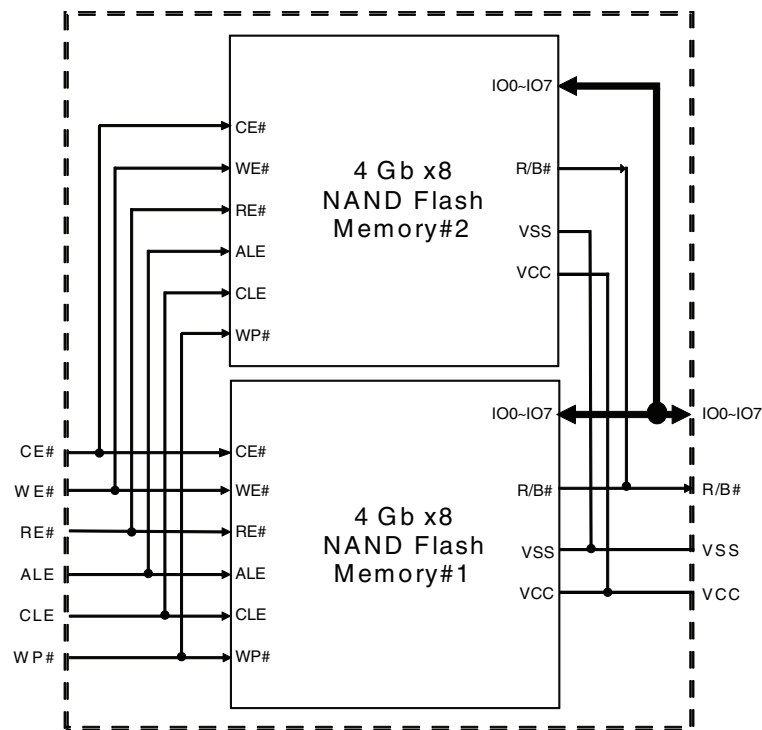 IO0~IO7
CE#
WE#
4 Gb x8
R/B#
NAND Flash
RE#
Memory#2
VSS
ALE
VCC
CLE
WP#
IO0~IO7
IO0~IO7
CE#
CE#
WE#
WE#
R/B#
R/B#
4 Gb x8
RE#
RE#
NAND Flash
VSS
VSS
ALE
ALE
Memory#1
VCC
VCC
CLE
CLE
WP#
WP#